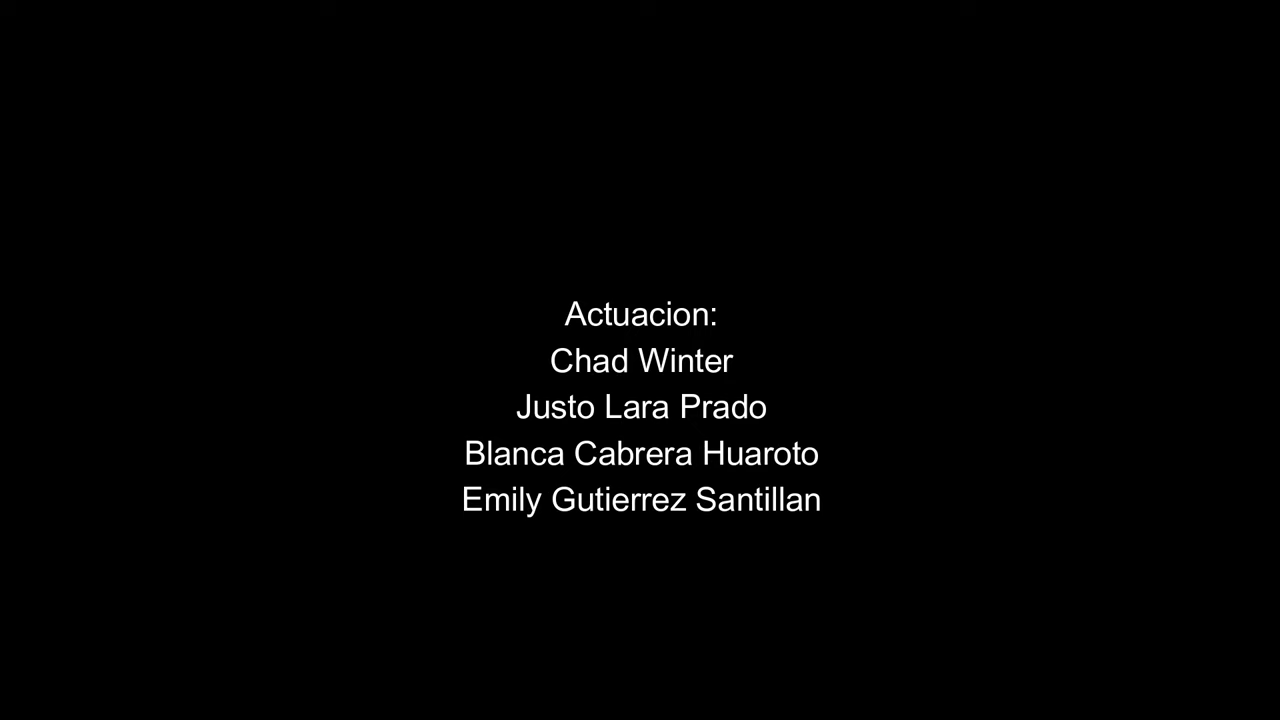 Actuacion:
Chad Winter
Justo Lara Prado
Blanca Cabrera Huaroto
Emily Gutierrez Santillan